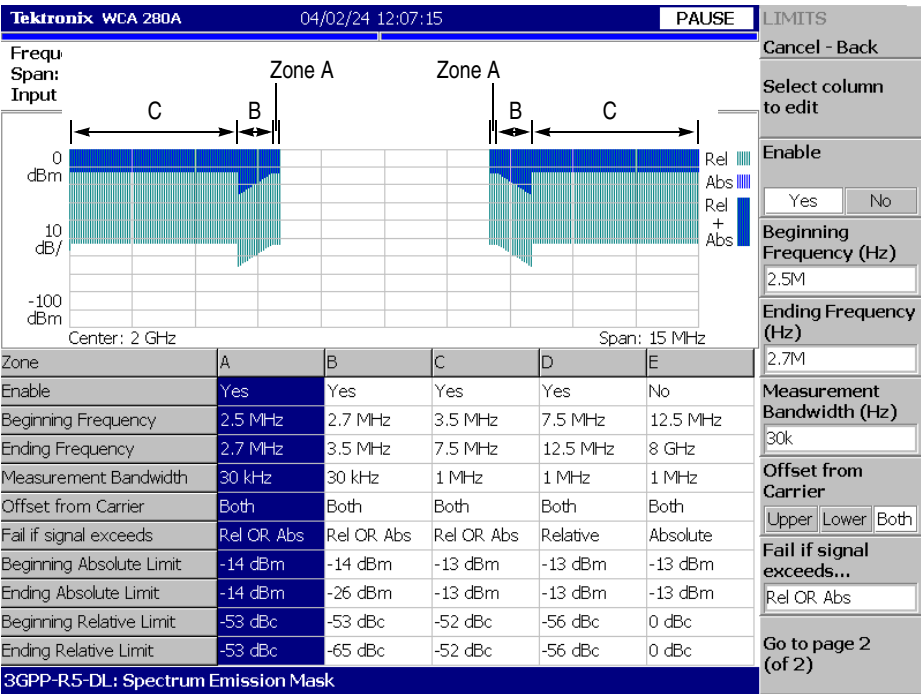 Tektronix WCA 280A 04/02/24 12:07:15 PAUSE
LIMITS
Cancel - Back
Frequ
Span:
Input
Zone A Zone A
C B B C
0
dBm
10
dB/
-100
dBm
Rel
Abs
Rel
+
Abs
Center: 2 GHz Span: 15 MHz
Select column
to edit
Enable
Yes No
Beginning
Frequency (Hz)
2.5M
Ending Frequency
(Hz)
2.7M
Measurement
Bandwidth (Hz)
30k
Offset from
Carrier
Upper Lower Both
Fail if signal
exceeds...
Rel OR Abs
Go to page 2
(of 2)
Zone A B C D E
Enable Yes Yes Yes Yes No
Beginning Frequency 2.5 MHz 2.7 MHz 3.5 MHz 7.5 MHz 12.5 MHz
Ending Frequency 2.7 MHz 3.5 MHz 7.5 MHz 12.5 MHz 8 GHz
Measurement Bandwidth 30 kHz 30 kHz 1 MHz 1 MHz 1 MHz
Offset from Carrier Both Both Both Both Both
Fail if signal exceeds Rel OR Abs Rel OR Abs Rel OR Abs Relative Absolute
Beginning Absolute Limit -14 dBm -14 dBm -13 dBm -13 dBm -13 dBm
Ending Absolute Limit -14 dBm -26 dBm -13 dBm -13 dBm -13 dBm
Beginning Relative Limit -53 dBc -53 dBc -52 dBc -56 dBc 0 dBc
Ending Relative Limit -53 dBc -65 dBc -52 dBc -56 dBc 0 dBc
3GPP-R5-DL: Spectrum Emission Mask